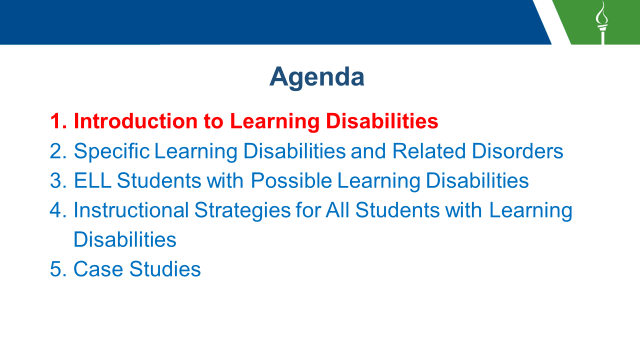 Agenda
1. Introduction to Learning Disabilities
2. Specific Learning Disabilities and Related Disorders
3. ELL Students with Possible Learning Disabilities
4. Instructional Strategies for All Students with Learning
Disabilities
5. Case Studies